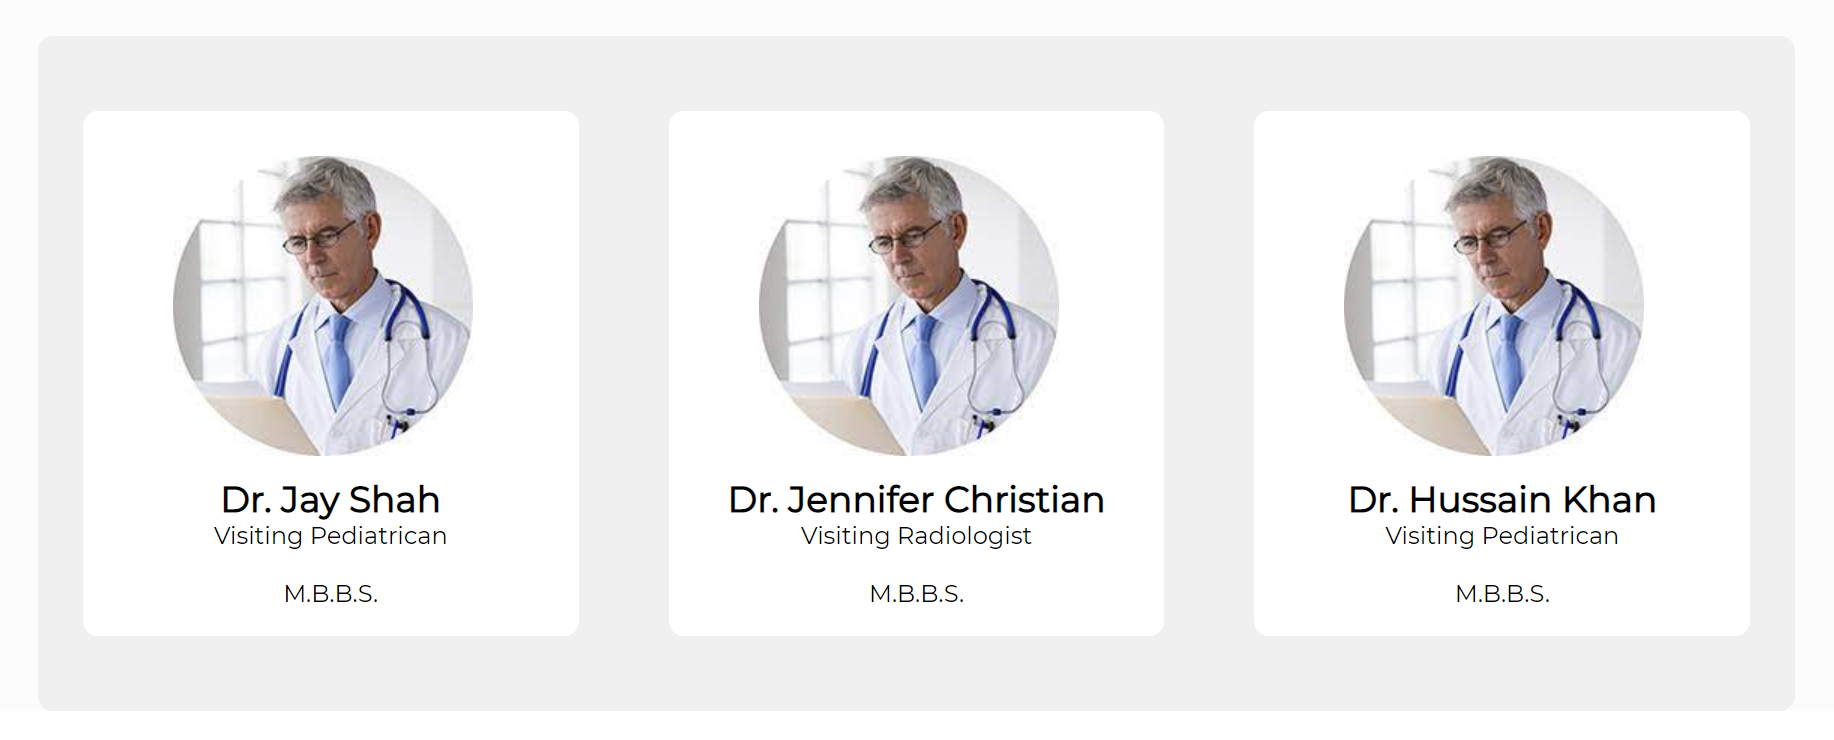 Dr. Jay Shah
Visiting Pediatrican
M.B.B.S.
Dr. Jennifer Christian
Visiting Radiologist
M.B.B.S.
Dr. Hussain Khan
Visiting Pediatrican
M.B.B.S.